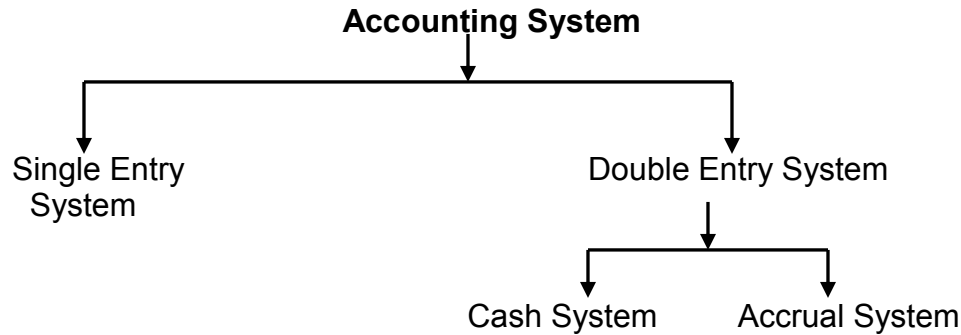 Accounting System
Single Entry
System
Double Entry System
Cash System
Accrual System